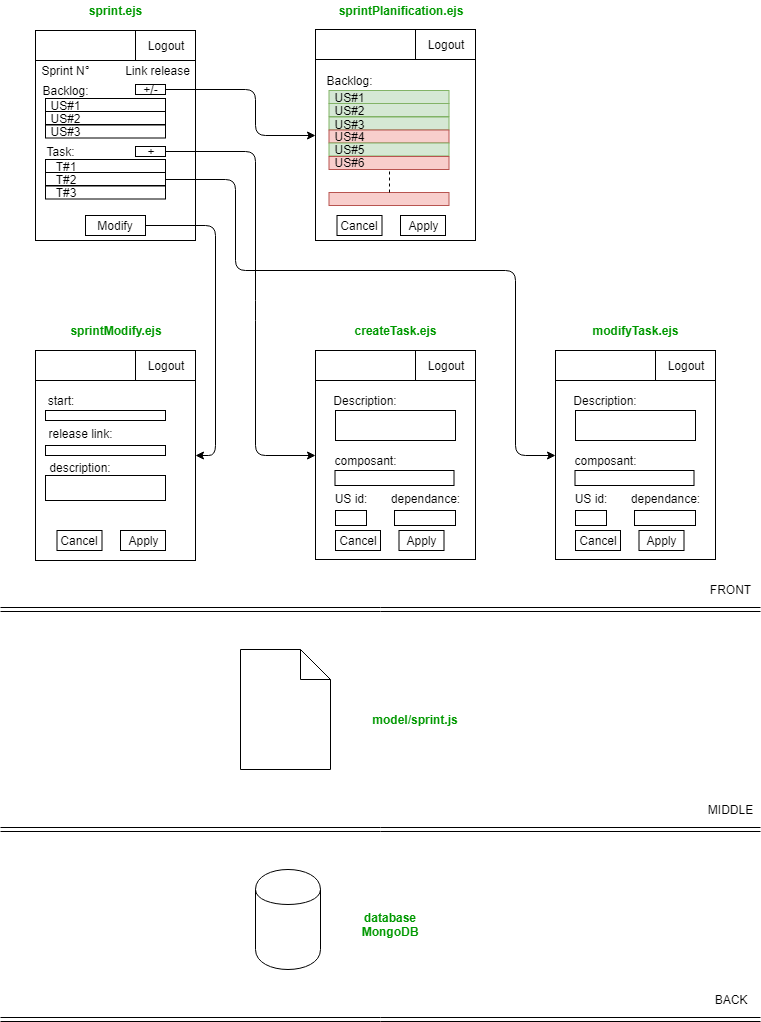 sprint.ejs
sprintPlanification.ejs
Logout
Logout
Sprint N°
Link release
Backlog:
+/-
US#1
US#2
US#3
Task:
+
T#1
T#2
T#3
Modify
Backlog:
US#1
US#2
US#3
US#4
US#5
US#6
Cancel
Apply
sprintModify.ejs
createTask.ejs
modifyTask.ejs
Logout
Logout
Logout
start:
release link:
description:
Cancel
Apply
Description:
composant:
US id:
dependance:
Cancel
Apply
Description:
composant:
US id:
dependance:
Cancel
Apply
FRONT
model/sprint.js
MIDDLE
database
MongoDB
BACK